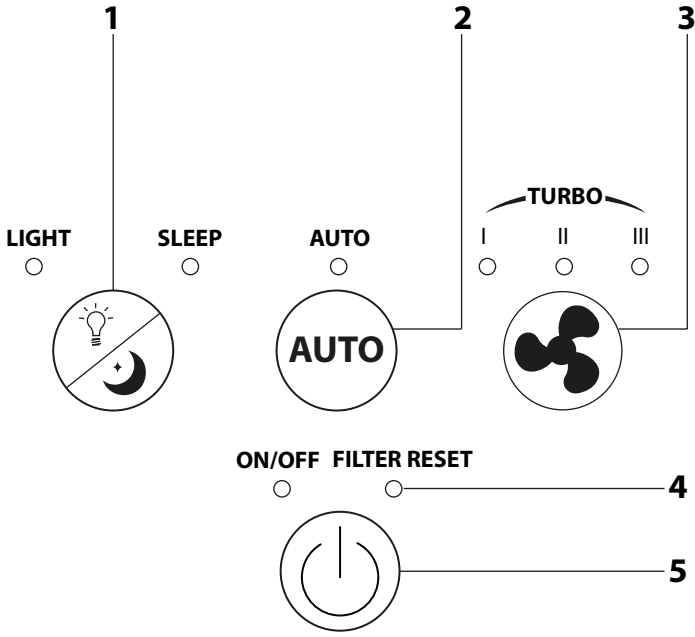 1 2 3
TURBO
LIGHT SLEEP AUTO I II III
AUTO
ON/OFF FILTER RESET
4
5